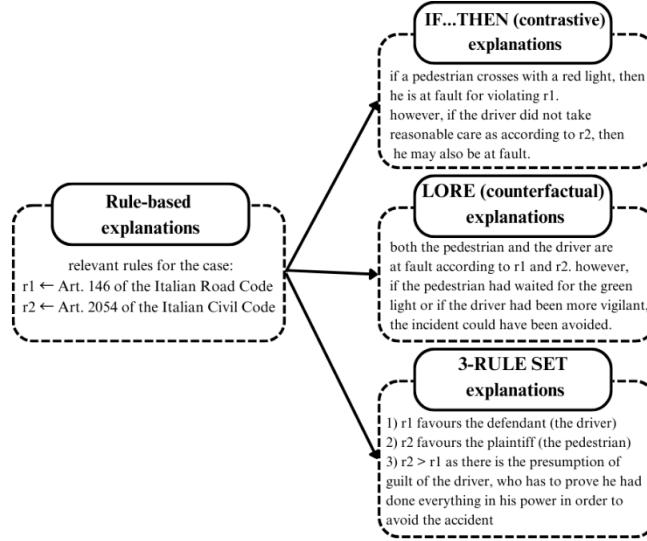 Rule-based
explanations
relevant rules for the case:
r1 ← Art. 146 of the Italian Road Code
r2 ← Art. 2054 of the Italian Civil Code
IF...THEN (contrastive)
explanations
if a pedestrian crosses with a red light, then
he is at fault for violating r1.
however, if the driver did not take
reasonable care as according to r2, then
he may also be at fault.
LORE (counterfactual)
explanations
both the pedestrian and the driver are
at fault according to r1 and r2. however,
if the pedestrian had waited for the green
light or if the driver had been more vigilant,
the incident could have been avoided.
3-RULE SET
explanations
1) r1 favours the defendant (the driver)
2) r2 favours the plaintiff (the pedestrian)
3) r2 > r1 as there is the presumption of
guilt of the driver, who has to prove he had
done everything in his power in order to
avoid the accident